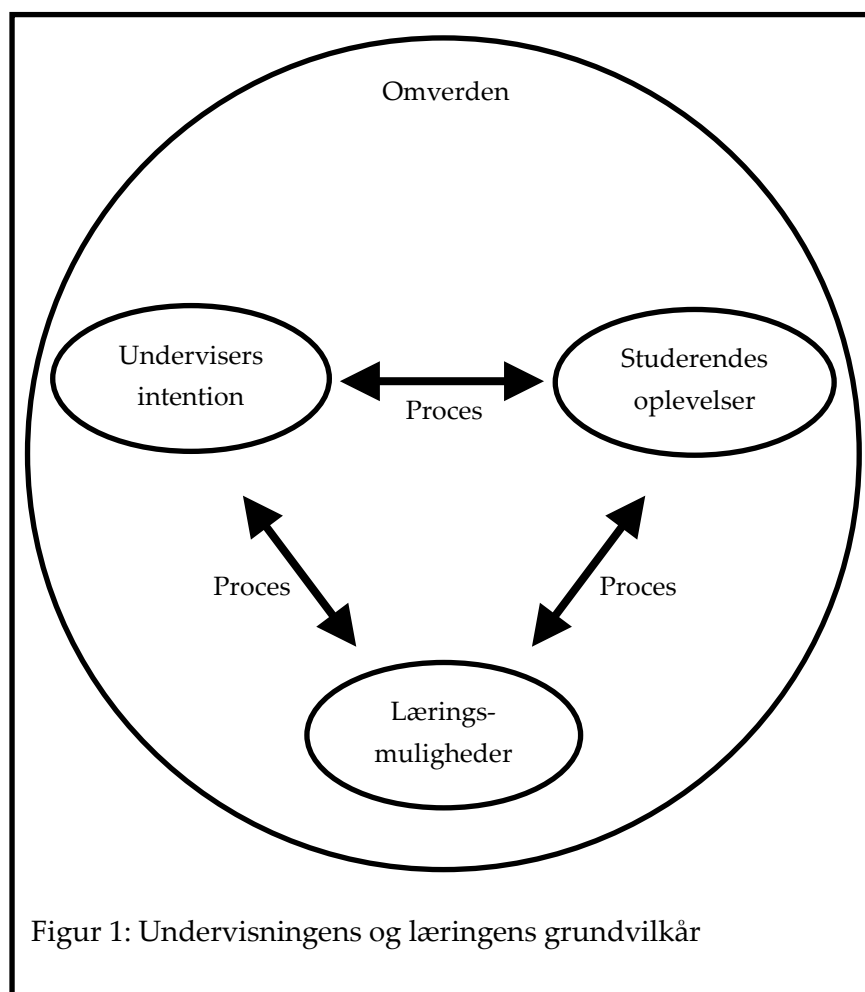 Omverden
Undervisers
intention
Studerendes
oplevelser
Proces
Proces
Proces
Lærings-
muligheder
Figur 1: Undervisningens og læringens grundvilkår